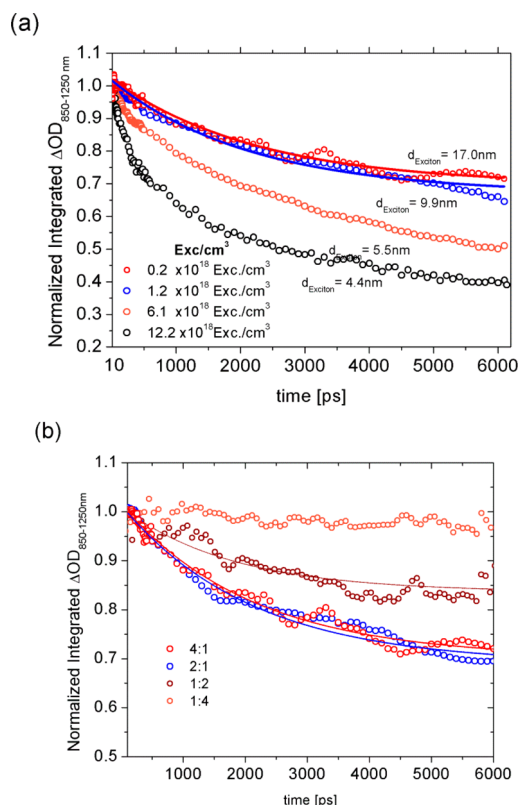 (a)
Normalized Integrated ΔOD850-1250 nm
1.1
1.0
0.9
0.8
0.7
0.6
0.5
0.4
0.3
0.2
dExciton = 17.0nm
dExciton = 9.9nm
dExciton = 5.5nm
dExciton = 4.4nm
Exc/cm³
0.2 x10¹⁸ Exc./cm³
1.2 x10¹⁸ Exc./cm³
6.1 x10¹⁸ Exc./cm³
12.2 x10¹⁸ Exc./cm³
10 1000 2000 3000 4000 5000 6000
time [ps]
(b)
Normalized Integrated ΔOD850-1250nm
1.1
1.0
0.9
0.8
0.7
0.6
0.5
4:1
2:1
1:2
1:4
1000 2000 3000 4000 5000 6000
time [ps]